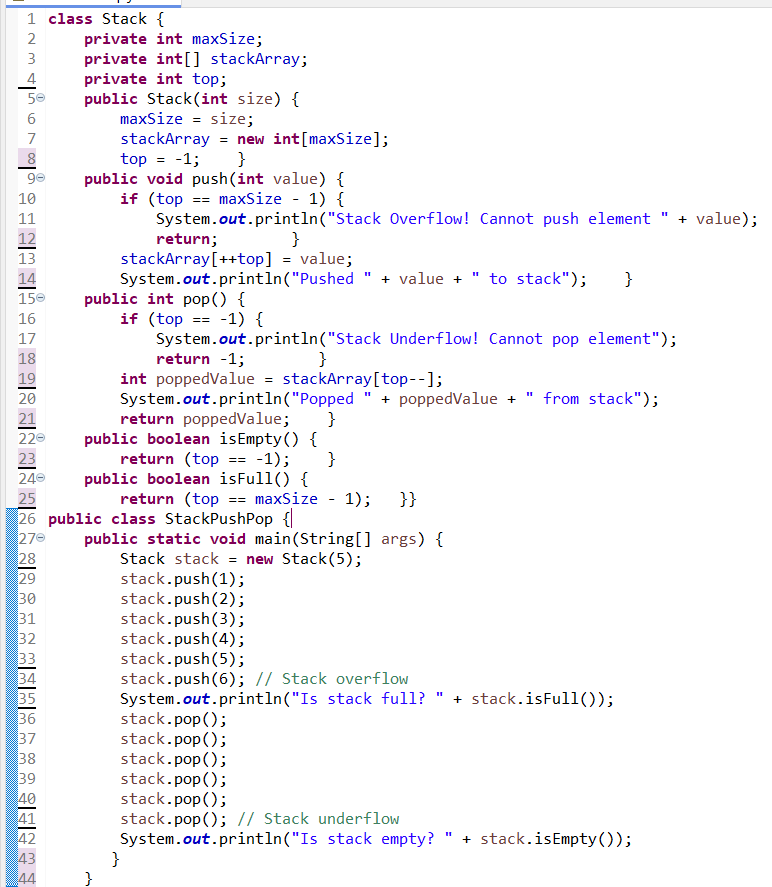 1 class Stack {
2     private int maxSize;
3     private int[] stackArray;
4     private int top;
5     public Stack(int size) {
6         maxSize = size;
7         stackArray = new int[maxSize];
8         top = -1;    }
9     public void push(int value) {
10         if (top == maxSize - 1) {
11             System.out.println("Stack Overflow! Cannot push element " + value);
12             return;        }
13         stackArray[++top] = value;
14         System.out.println("Pushed " + value + " to stack");    }
15     public int pop() {
16         if (top == -1) {
17             System.out.println("Stack Underflow! Cannot pop element");
18             return -1;        }
19         int poppedValue = stackArray[top--];
20         System.out.println("Popped " + poppedValue + " from stack");
21         return poppedValue;    }
22     public boolean isEmpty() {
23         return (top == -1);    }
24     public boolean isFull() {
25         return (top == maxSize - 1);   }}
26 public class StackPushPop {
27     public static void main(String[] args) {
28         Stack stack = new Stack(5);
29         stack.push(1);
30         stack.push(2);
31         stack.push(3);
32         stack.push(4);
33         stack.push(5);
34         stack.push(6); // Stack overflow
35         System.out.println("Is stack full? " + stack.isFull());
36         stack.pop();
37         stack.pop();
38         stack.pop();
39         stack.pop();
40         stack.pop();
41         stack.pop(); // Stack underflow
42         System.out.println("Is stack empty? " + stack.isEmpty());
43        }
44     }